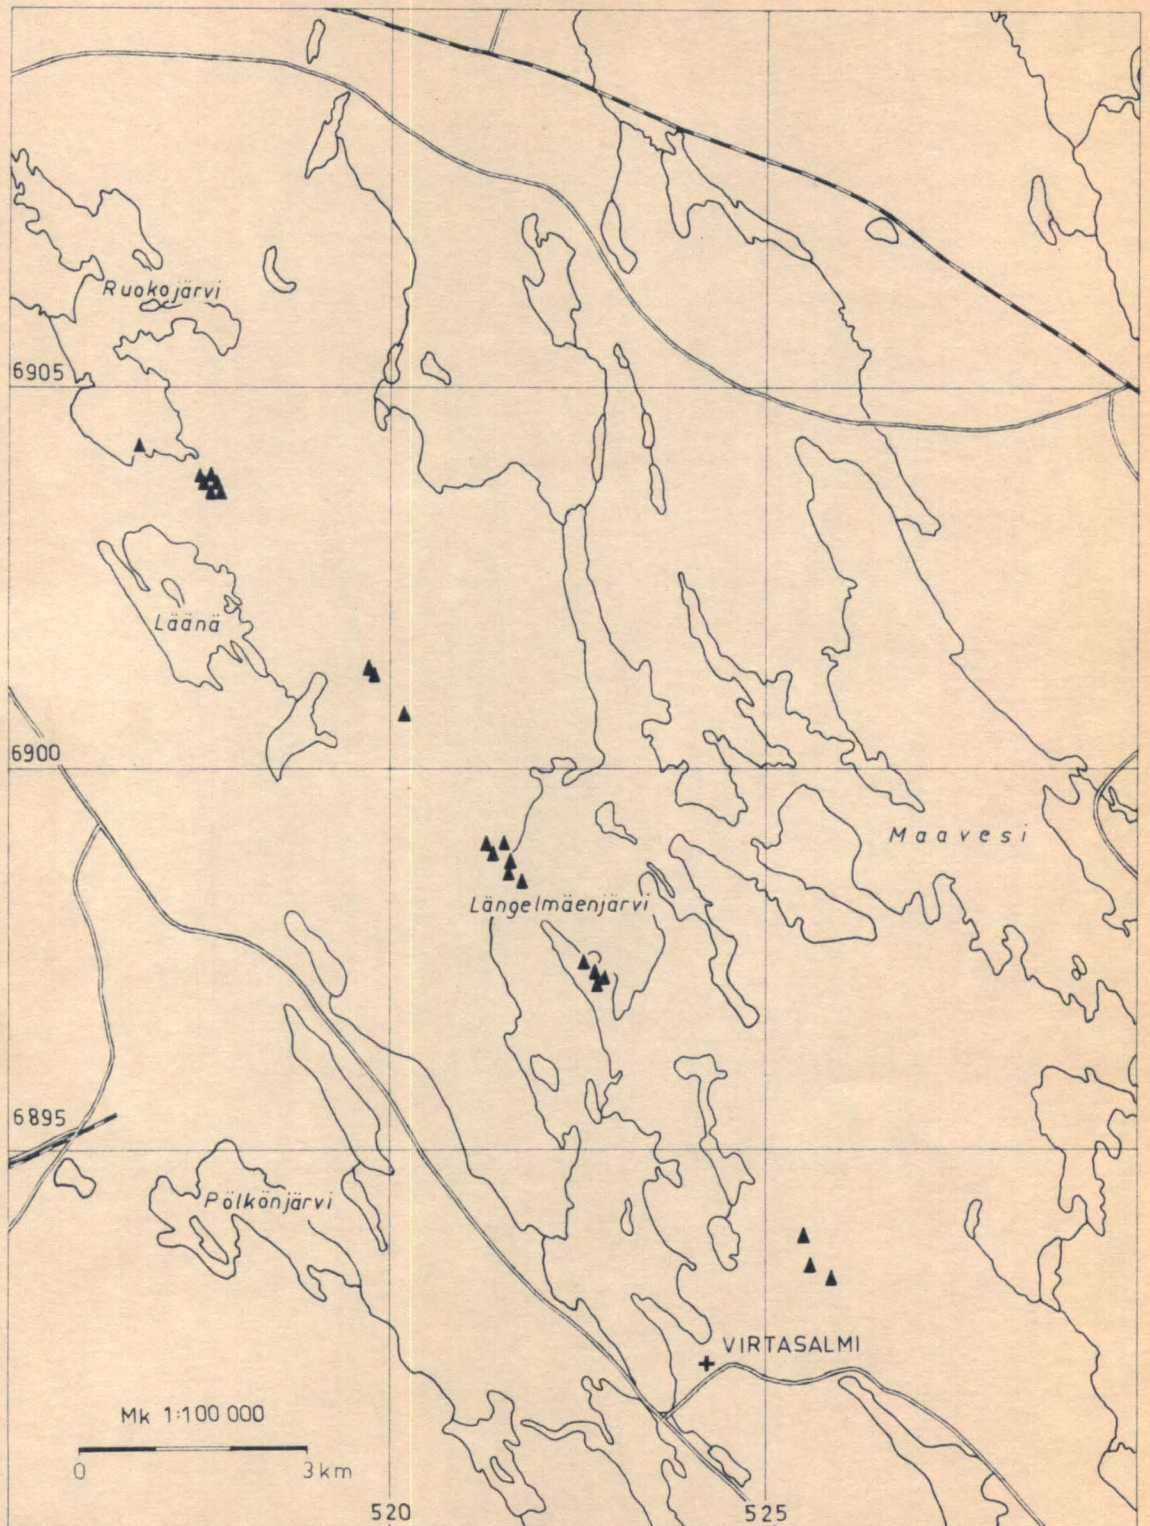 Ruokojärvi
6905
Läänä
6900
Maavesi
Längelmäenjärvi
6895
Pölkönjärvi
VIRTASALMI
Mk 1:100 000
0 3 km
520 525